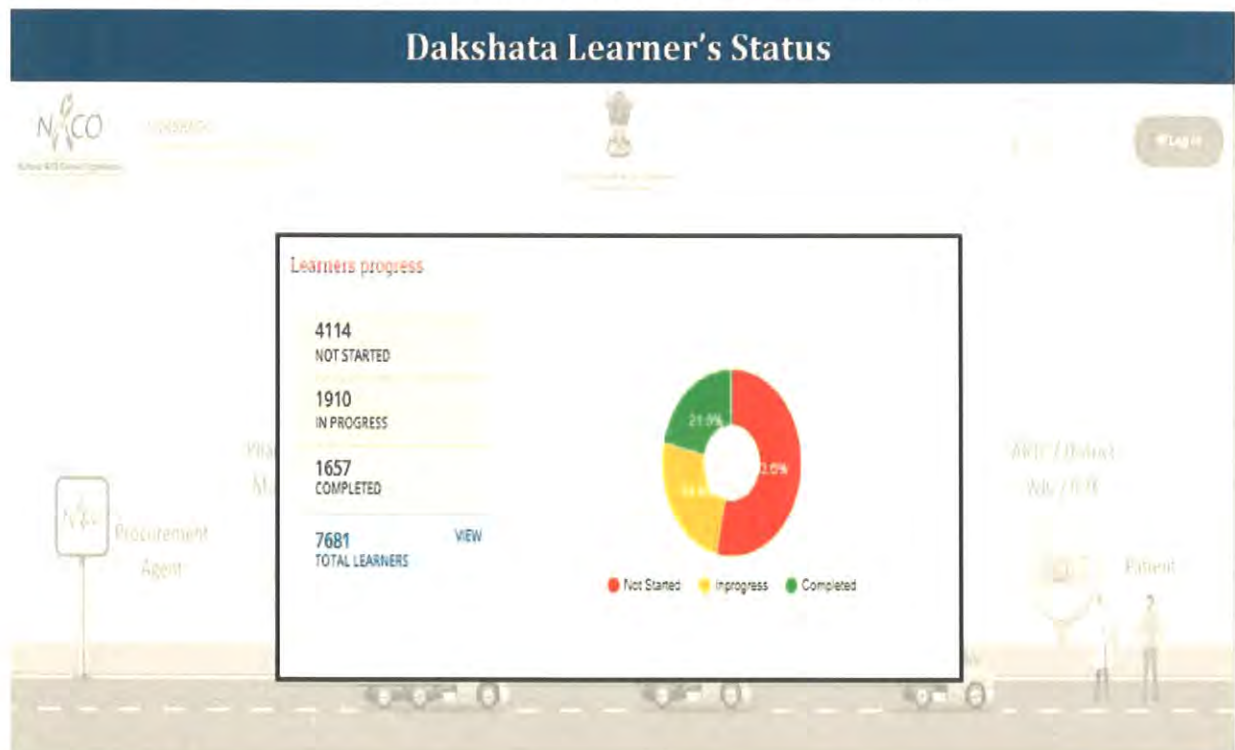 Dakshata Learner's Status
NACO
Log in
Learners progress
4114
NOT STARTED
1910
IN PROGRESS
1657
COMPLETED
7681 VIEW
TOTAL LEARNERS
21.6%
Not Started Inprogress Completed
Procurement
Agent
Patient